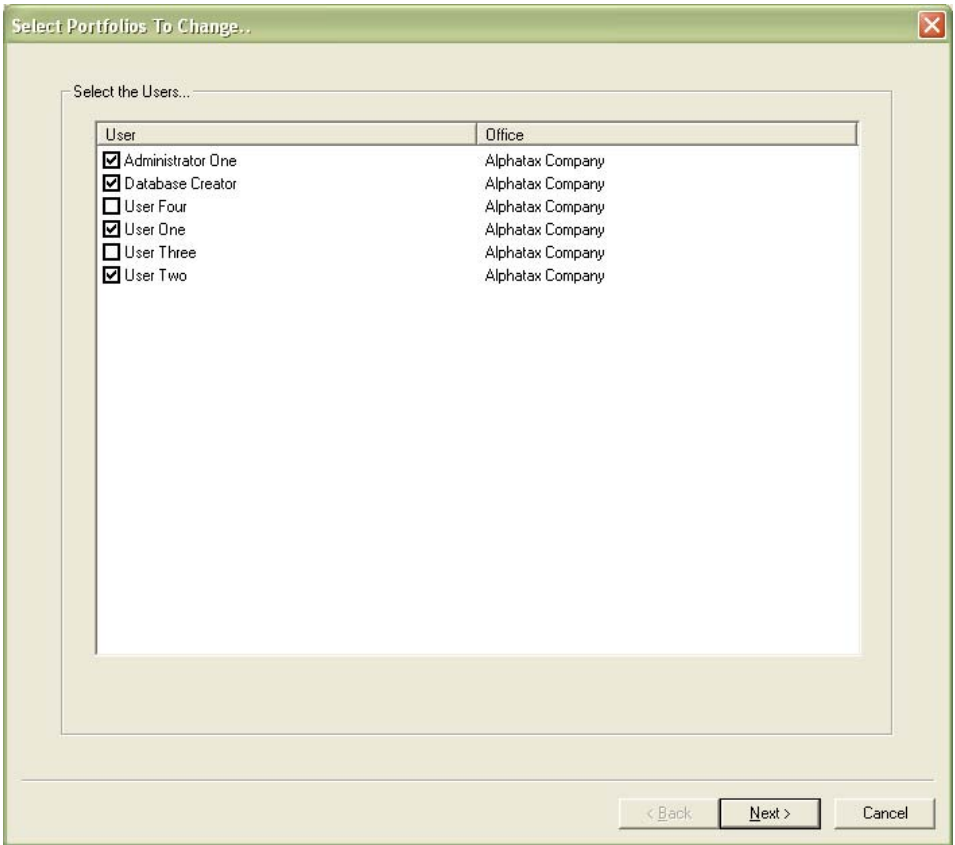 Select Portfolios To Change..
Select the Users...
User Office
Administrator One Alphatax Company
Database Creator Alphatax Company
User Four Alphatax Company
User One Alphatax Company
User Three Alphatax Company
User Two Alphatax Company
< Back Next > Cancel